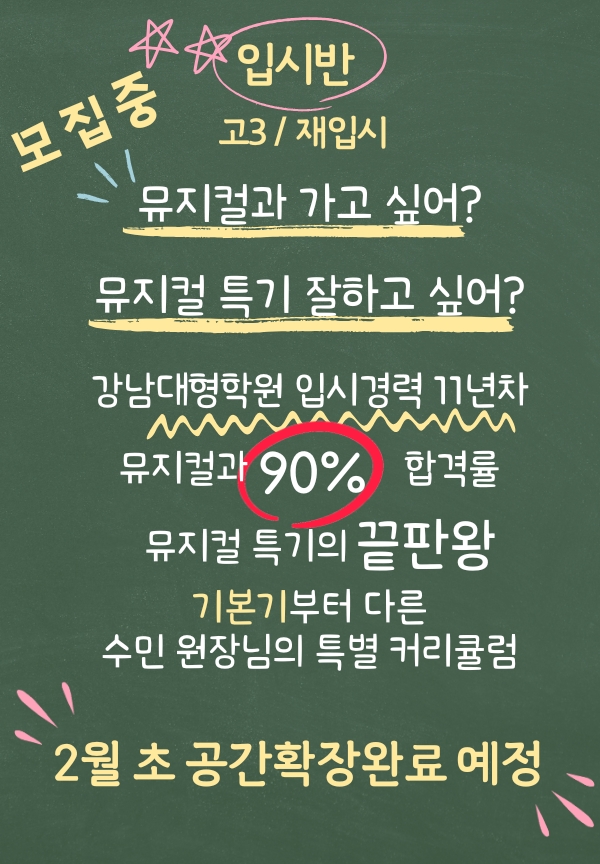 모집중
입시반
고3 / 재입시
뮤지컬과 가고 싶어?
뮤지컬 특기 잘하고 싶어?
강남대형학원 입시경력 11년차
뮤지컬과 90% 합격률
뮤지컬 특기의 끝판왕
기본기부터 다른
수민 원장님의 특별 커리큘럼
2월 초 공간확장완료 예정